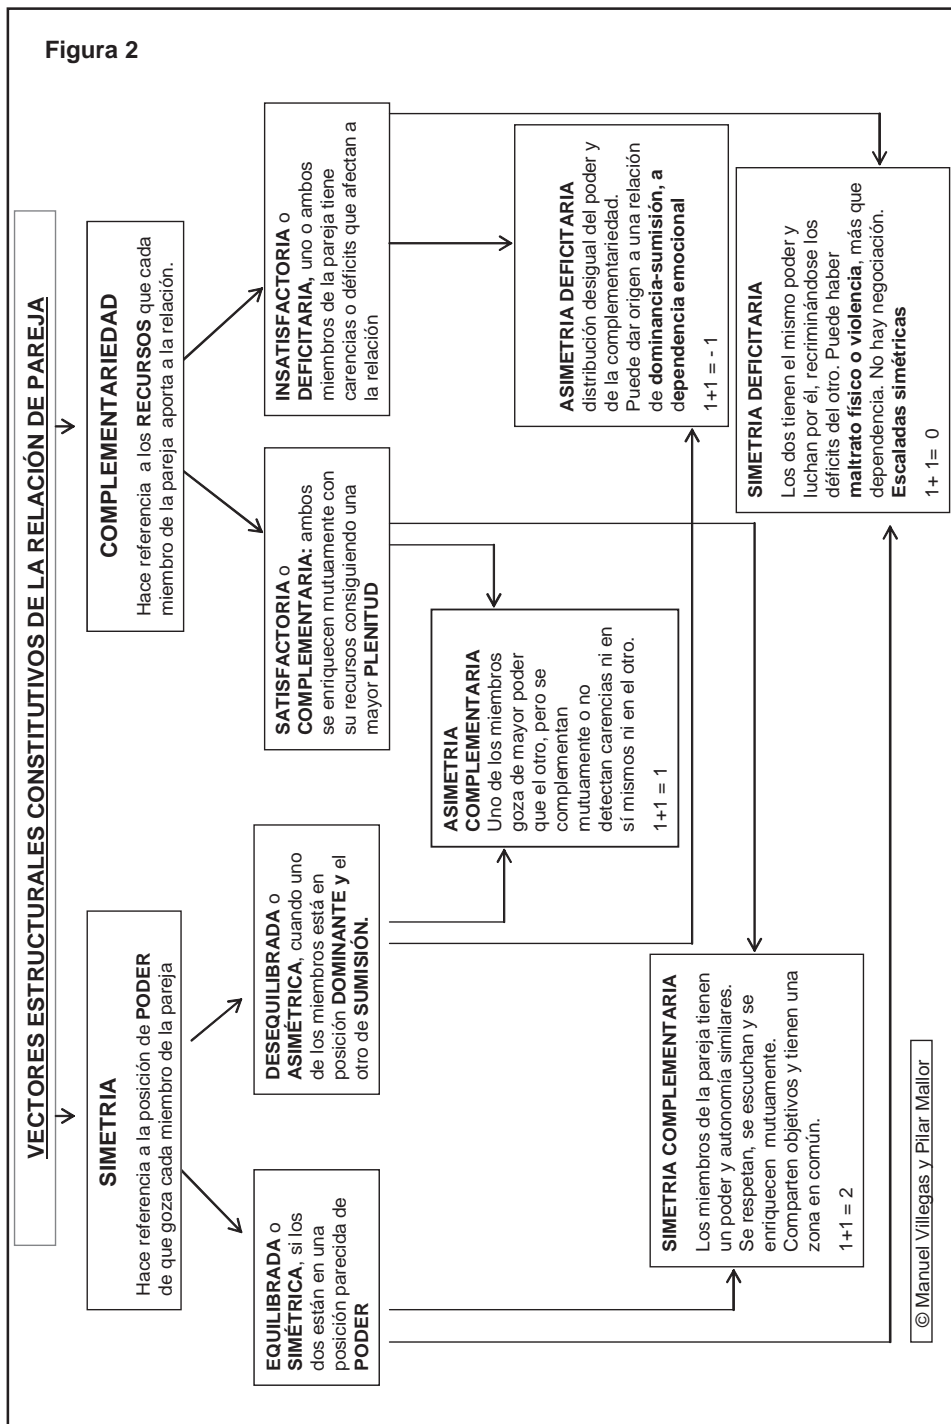 Figura 2
VECTORES ESTRUCTURALES CONSTITUTIVOS DE LA RELACIÓN DE PAREJA
SIMETRIA
Hace referencia a la posición de PODER
de que goza cada miembro de la pareja
COMPLEMENTARIEDAD
Hace referencia a los RECURSOS que cada
miembro de la pareja aporta a la relación.
EQUILIBRADA o
SIMÉTRICA, si los
dos están en una
posición parecida de
PODER
DESEQUILIBRADA o
ASIMÉTRICA, cuando uno
de los miembros está en
posición DOMINANTE y el
otro de SUMISIÓN.
SATISFACTORIA o
COMPLEMENTARIA: ambos
se enriquecen mutuamente con
su recursos consiguiendo una
mayor PLENITUD
INSATISFACTORIA o
DEFICITARIA, uno o ambos
miembros de la pareja tiene
carencias o déficits que afectan a
la relación
ASIMETRIA
COMPLEMENTARIA
Uno de los miembros
goza de mayor poder
que el otro, pero se
complementan
mutuamente o no
detectan carencias ni en
sí mismos ni en el otro.
1+1 = 1
ASIMETRIA DEFICITARIA
distribución desigual del poder y
de la complementariedad.
Puede dar origen a una relación
de dominancia-sumisión, a
dependencia emocional
1+1 = - 1
SIMETRIA COMPLEMENTARIA
Los miembros de la pareja tienen
un poder y autonomía similares.
Se respetan, se escuchan y se
enriquecen mutuamente.
Comparten objetivos y tienen una
zona en común.
1+1 = 2
SIMETRIA DEFICITARIA
Los dos tienen el mismo poder y
luchan por él, recriminándose los
déficits del otro. Puede haber
maltrato físico o violencia, más que
dependencia. No hay negociación.
Escaladas simétricas
1+ 1= 0
© Manuel Villegas y Pilar Mallor